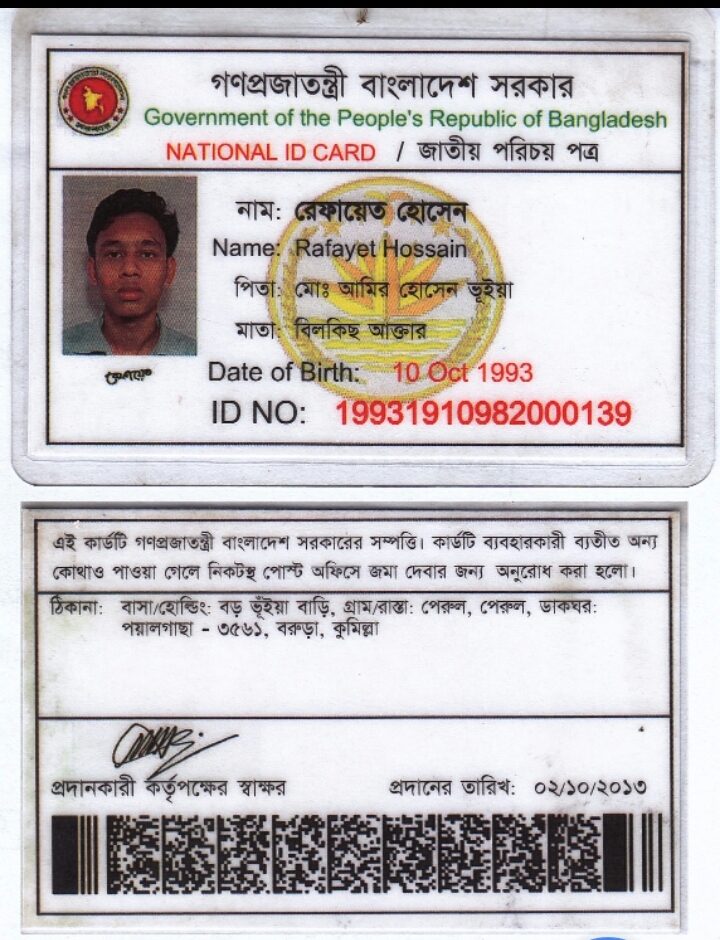 গণপ্রজাতন্ত্রী বাংলাদেশ সরকার
Government of the People's Republic of Bangladesh
NATIONAL ID CARD / জাতীয় পরিচয় পত্র
নাম: রেফায়েত হোসেন
Name: Rafayet Hossain
পিতা: মোঃ আমির হোসেন ভূইয়া
মাতা: বিলকিছ আক্তার
Date of Birth: 10 Oct 1993
ID NO: 19931910982000139
এই কার্ডটি গণপ্রজাতন্ত্রী বাংলাদেশ সরকারের সম্পত্তি। কার্ডটি ব্যবহারকারী ব্যতীত অন্য
কোথাও পাওয়া গেলে নিকটস্থ পোস্ট অফিসে জমা দেবার জন্য অনুরোধ করা হলো।
ঠিকানা: বাসা/হোল্ডিং: বড় ভূঁইয়া বাড়ি, গ্রাম/রাস্তা: পেরুল, পেরুল, ডাকঘর:
পয়ালগাছা - ৩৫৬১, বরুড়া, কুমিল্লা
প্রদানকারী কর্তৃপক্ষের স্বাক্ষর
প্রদানের তারিখ: ০২/১০/২০১৩